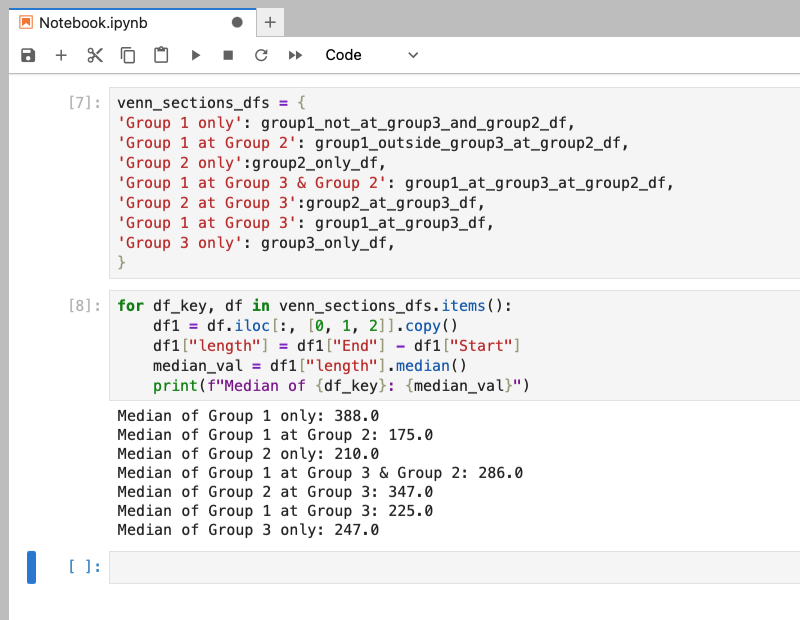 Notebook.ipynb
Code
[7]:
venn_sections_dfs = {
'Group 1 only': group1_not_at_group3_and_group2_df,
'Group 1 at Group 2': group1_outside_group3_at_group2_df,
'Group 2 only':group2_only_df,
'Group 1 at Group 3 & Group 2': group1_at_group3_at_group2_df,
'Group 2 at Group 3':group2_at_group3_df,
'Group 1 at Group 3': group1_at_group3_df,
'Group 3 only': group3_only_df,
}
[8]:
for df_key, df in venn_sections_dfs.items():
    df1 = df.iloc[:, [0, 1, 2]].copy()
    df1["length"] = df1["End"] - df1["Start"]
    median_val = df1["length"].median()
    print(f"Median of {df_key}: {median_val}")
Median of Group 1 only: 388.0
Median of Group 1 at Group 2: 175.0
Median of Group 2 only: 210.0
Median of Group 1 at Group 3 & Group 2: 286.0
Median of Group 2 at Group 3: 347.0
Median of Group 1 at Group 3: 225.0
Median of Group 3 only: 247.0
[ ]: